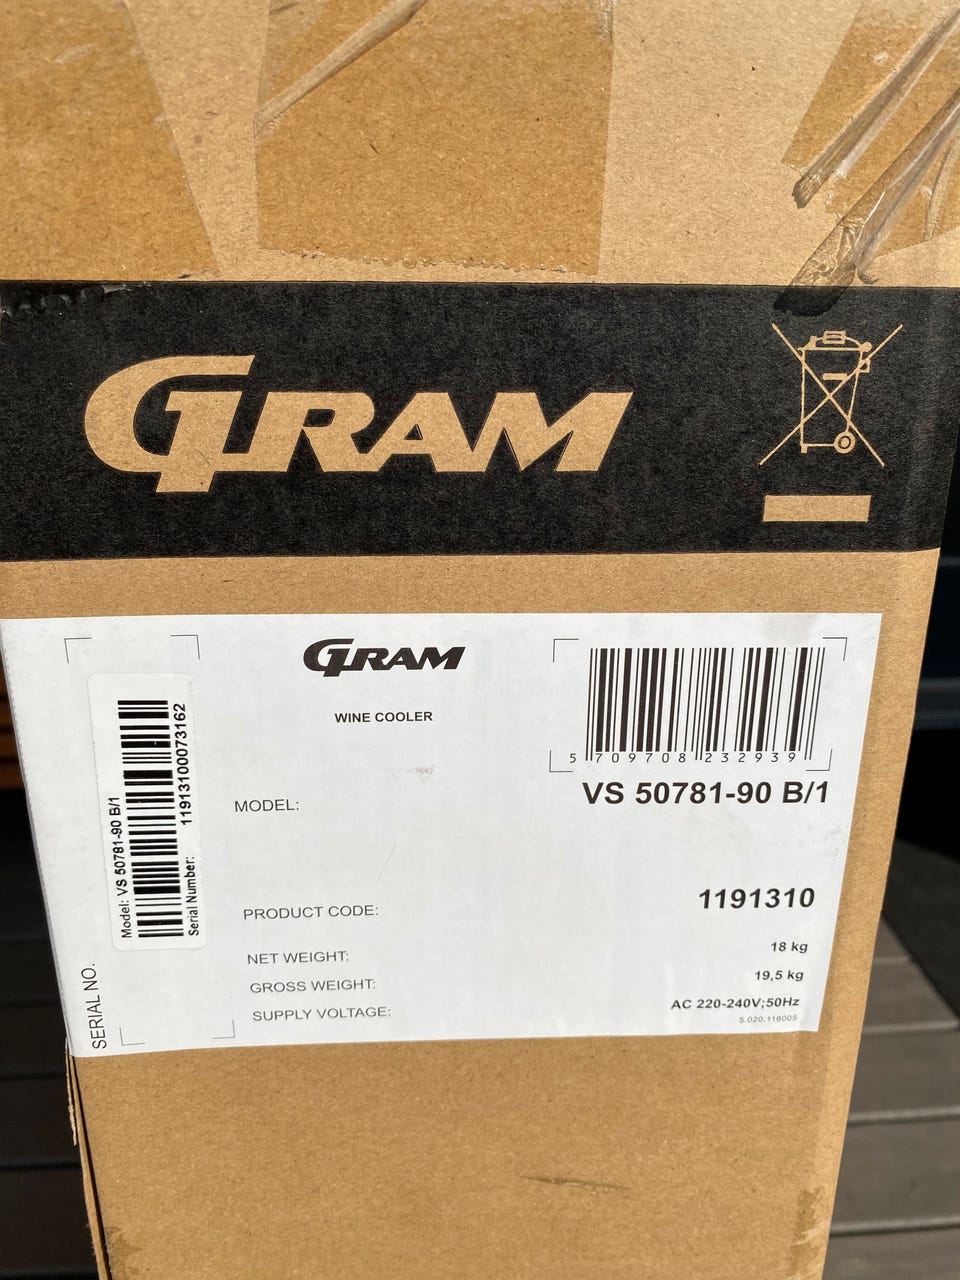 GRAM
GRAM
WINE COOLER
5 709708 232939
MODEL:
VS 50781-90 B/1
PRODUCT CODE:
1191310
NET WEIGHT:
18 kg
GROSS WEIGHT:
19,5 kg
SUPPLY VOLTAGE:
AC 220-240V;50Hz
5.020.116005
SERIAL NO.
Model: VS 50781-90 B/1
Serial Number: 11913100073162